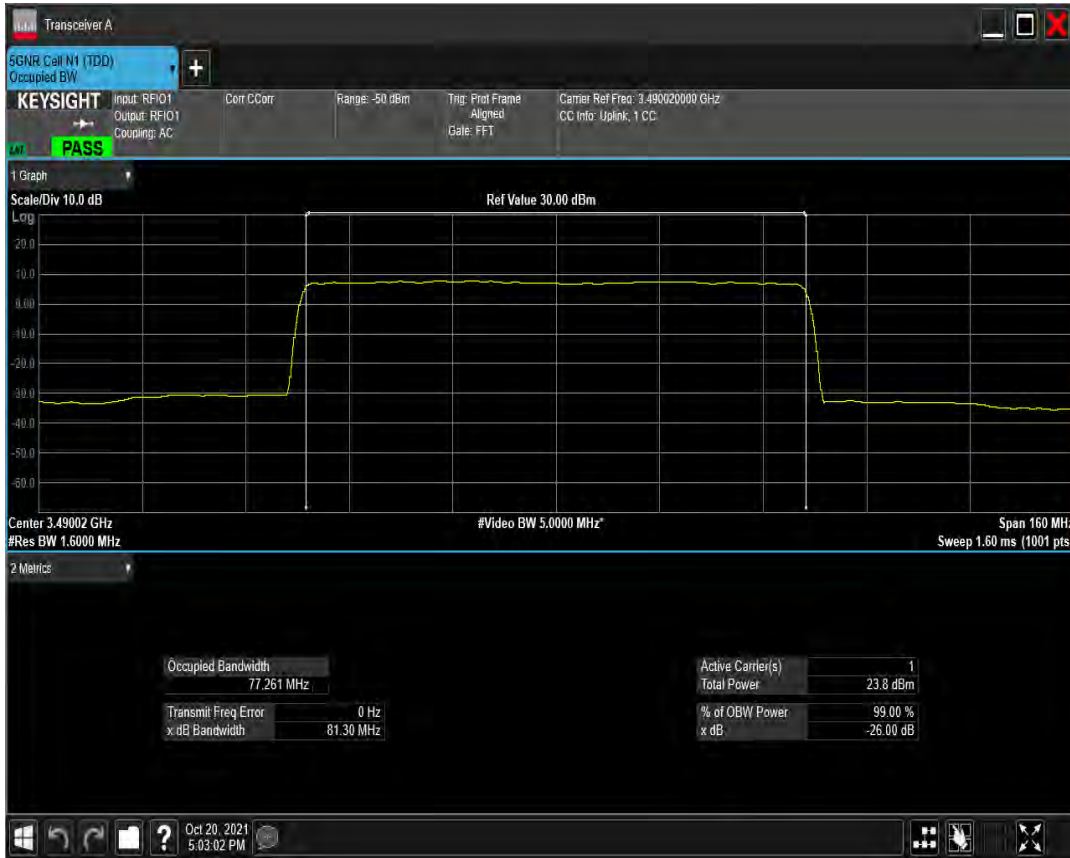 Transceiver A
5GNR Cell N1 (TDD)
Occupied BW
+
KEYSIGHT
Input: RFIO1
Output: RFIO1
Coupling: AC
Corr CCorr
Range: -50 dBm
Trig: Prot Frame
Aligned
Gate: FFT
Carrier Ref Freq: 3.490020000 GHz
CC Info: Uplink, 1 CC
PASS
1 Graph
Scale/Div 10.0 dB
Ref Value 30.00 dBm
Log
20.0
10.0
0.00
-10.0
-20.0
-30.0
-40.0
-50.0
-60.0
Center 3.49002 GHz
#Video BW 5.0000 MHz*
Span 160 MHz
#Res BW 1.6000 MHz
Sweep 1.60 ms (1001 pts
2 Metrics
Occupied Bandwidth
77.261 MHz
Transmit Freq Error 0 Hz
x dB Bandwidth 81.30 MHz
Active Carrier(s) 1
Total Power 23.8 dBm
% of OBW Power 99.00 %
x dB -26.00 dB
?
Oct 20, 2021
5:03:02 PM